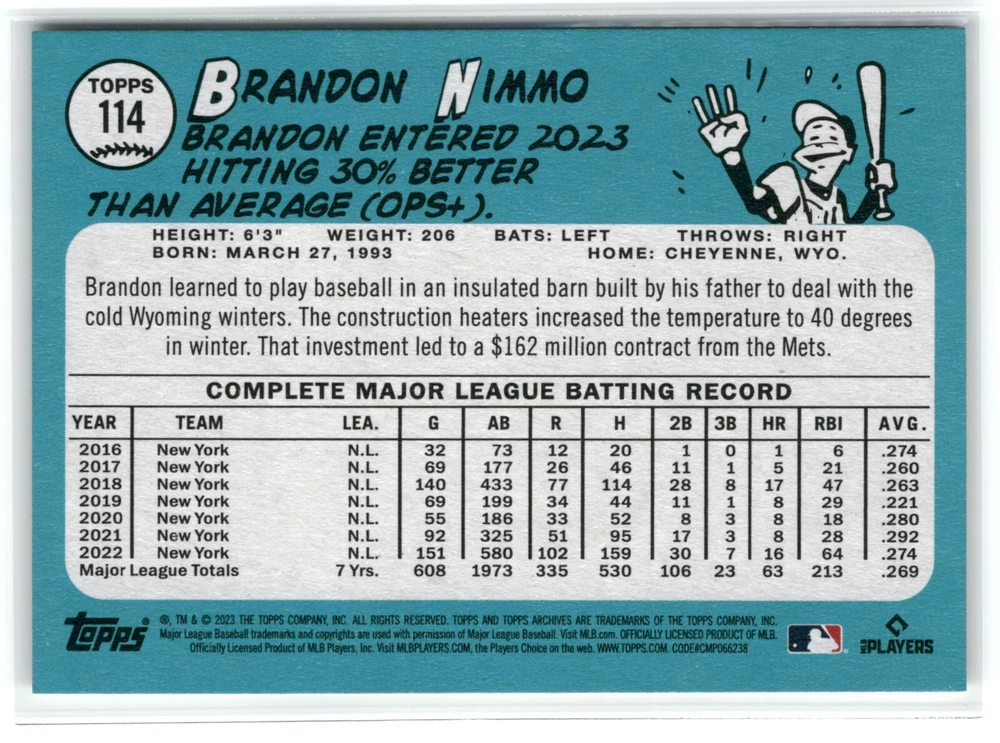 TOPPS
114
BRANDON NIMMO
BRANDON ENTERED 2023
HITTING 30% BETTER
THAN AVERAGE (OPS+).
HEIGHT: 6'3" WEIGHT: 206 BATS: LEFT THROWS: RIGHT
BORN: MARCH 27, 1993 HOME: CHEYENNE, WYO.
Brandon learned to play baseball in an insulated barn built by his father to deal with the
cold Wyoming winters. The construction heaters increased the temperature to 40 degrees
in winter. That investment led to a $162 million contract from the Mets.
COMPLETE MAJOR LEAGUE BATTING RECORD
YEAR TEAM LEA. G AB R H 2B 3B HR RBI AVG.
2016 New York N.L. 32 73 12 20 1 0 1 6 .274
2017 New York N.L. 69 177 26 46 11 1 5 21 .260
2018 New York N.L. 140 433 77 114 28 8 17 47 .263
2019 New York N.L. 69 199 34 44 11 1 8 29 .221
2020 New York N.L. 55 186 33 52 8 3 8 18 .280
2021 New York N.L. 92 325 51 95 17 3 8 28 .292
2022 New York N.L. 151 580 102 159 30 7 16 64 .274
Major League Totals 7 Yrs. 608 1973 335 530 106 23 63 213 .269
Topps® ®, TM & © 2023 THE TOPPS COMPANY, INC. ALL RIGHTS RESERVED. TOPPS AND TOPPS ARCHIVES ARE TRADEMARKS OF THE TOPPS COMPANY, INC.
Major League Baseball trademarks and copyrights are used with permission of Major League Baseball. Visit MLB.com. OFFICIALLY LICENSED PRODUCT OF MLB.
Officially Licensed Product of MLB Players, Inc. Visit MLBPLAYERS.COM, the Players Choice on the web. WWW.TOPPS.COM. CODE#CMP066238
MLB PLAYERS